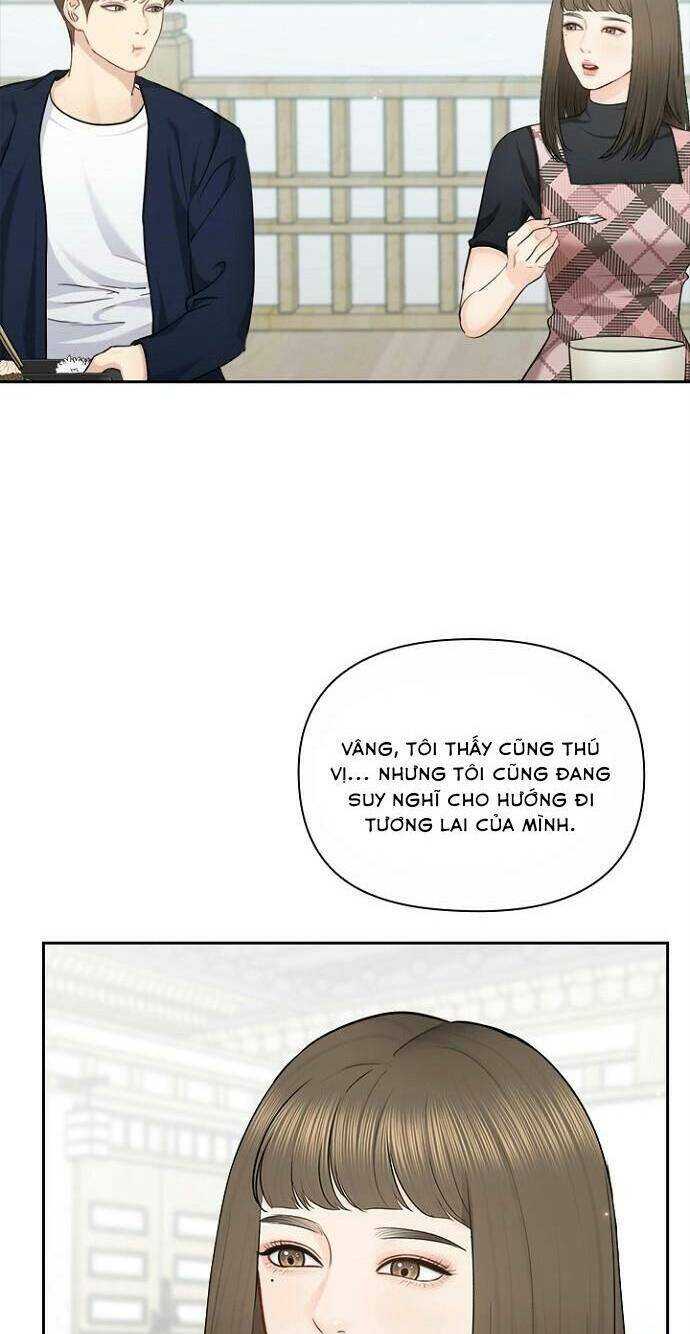 VÂNG, TÔI THẤY CŨNG THÚ
VỊ... NHƯNG TÔI CŨNG ĐANG
SUY NGHĨ CHO HƯỚNG ĐI
TƯƠNG LAI CỦA MÌNH.